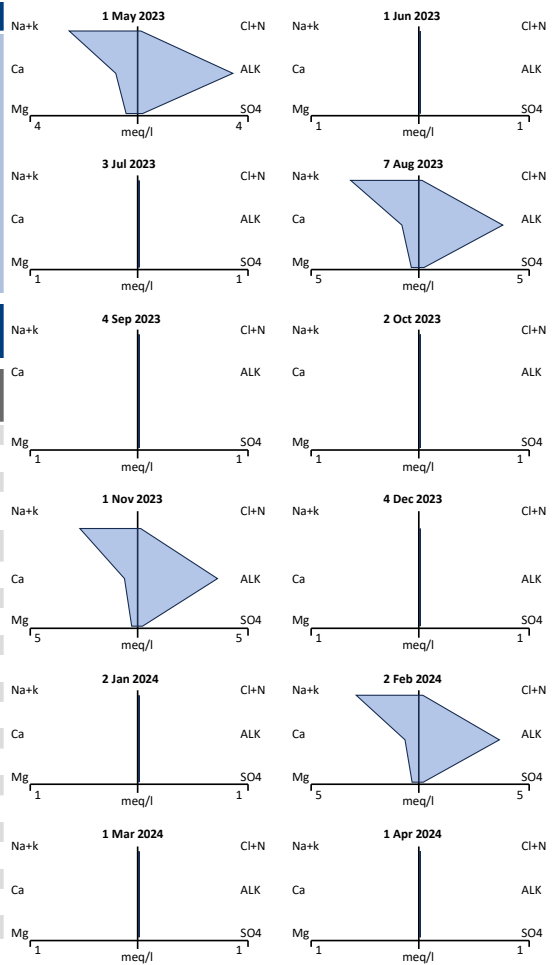 1 May 2023
Na+k Cl+N
Ca ALK
Mg SO4
4 4
meq/l
1 Jun 2023
Na+k Cl+N
Ca ALK
Mg SO4
1 1
meq/l
3 Jul 2023
Na+k Cl+N
Ca ALK
Mg SO4
1 1
meq/l
7 Aug 2023
Na+k Cl+N
Ca ALK
Mg SO4
5 5
meq/l
4 Sep 2023
Na+k Cl+N
Ca ALK
Mg SO4
1 1
meq/l
2 Oct 2023
Na+k Cl+N
Ca ALK
Mg SO4
1 1
meq/l
1 Nov 2023
Na+k Cl+N
Ca ALK
Mg SO4
5 5
meq/l
4 Dec 2023
Na+k Cl+N
Ca ALK
Mg SO4
1 1
meq/l
2 Jan 2024
Na+k Cl+N
Ca ALK
Mg SO4
1 1
meq/l
2 Feb 2024
Na+k Cl+N
Ca ALK
Mg SO4
5 5
meq/l
1 Mar 2024
Na+k Cl+N
Ca ALK
Mg SO4
1 1
meq/l
1 Apr 2024
Na+k Cl+N
Ca ALK
Mg SO4
1 1
meq/l